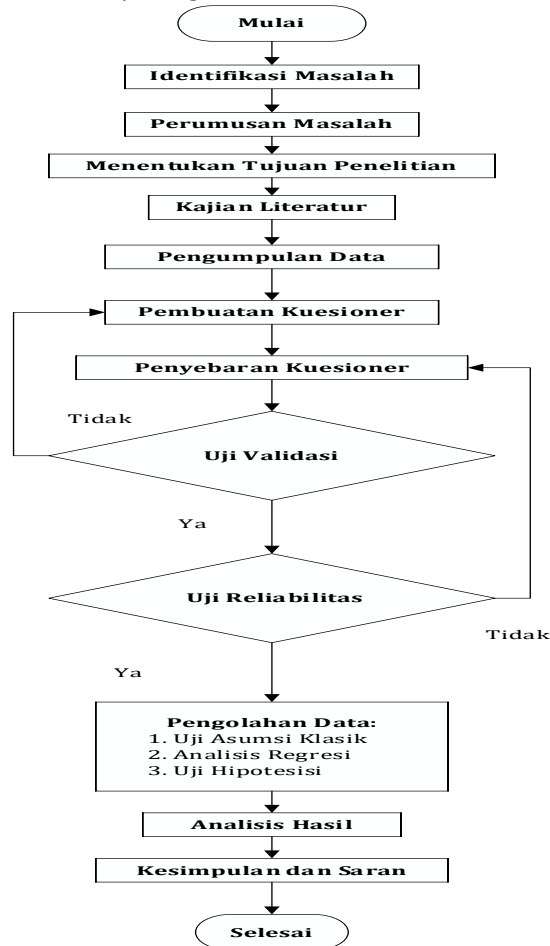 Mulai
Identifikasi Masalah
Perumusan Masalah
Menentukan Tujuan Penelitian
Kajian Literatur
Pengumpulan Data
Pembuatan Kuesioner
Penyebaran Kuesioner
Tidak
Uji Validasi
Ya
Uji Reliabilitas
Tidak
Ya
Pengolahan Data:
1. Uji Asumsi Klasik
2. Analisis Regresi
3. Uji Hipotesisi
Analisis Hasil
Kesimpulan dan Saran
Selesai